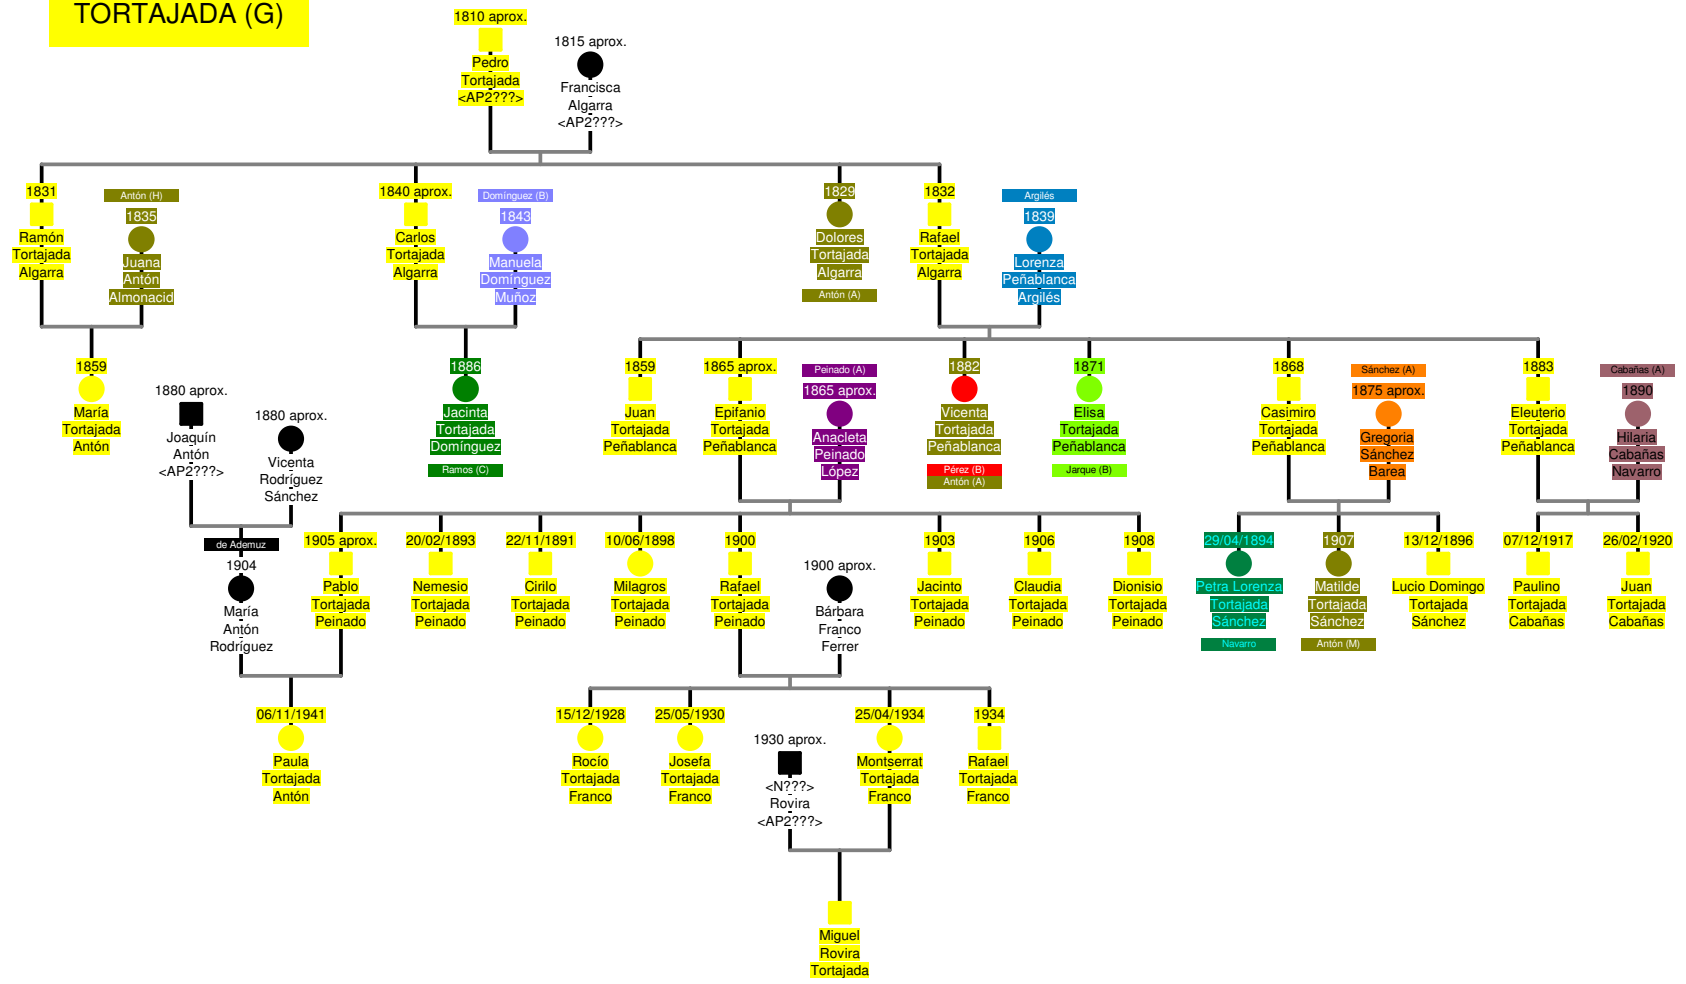 TORTAJADA (G)
1810 aprox.
Pedro
Tortajada
<AP2???>
1815 aprox.
Francisca
Algarra
<AP2???>
1831
Ramón
Tortajada
Algarra
Antón (H)
1835
Juana
Antón
Almonacid
1840 aprox.
Carlos
Tortajada
Algarra
Domínguez (B)
1843
Manuela
Domínguez
Muñoz
1829
Dolores
Tortajada
Algarra
Antón (A)
1832
Rafael
Tortajada
Algarra
Argilés
1839
Lorenza
Peñablanca
Argilés
1859
María
Tortajada
Antón
1886
Jacinta
Tortajada
Domínguez
Ramos (C)
1859
Juan
Tortajada
Peñablanca
1865 aprox.
Epifanio
Tortajada
Peñablanca
Peinado (A)
1865 aprox.
Anacleta
Peinado
López
1882
Vicenta
Tortajada
Peñablanca
Pérez (B)
Antón (A)
1871
Elisa
Tortajada
Peñablanca
Jarque (B)
1868
Casimiro
Tortajada
Peñablanca
Sánchez (A)
1875 aprox.
Gregoria
Sánchez
Barea
1883
Eleuterio
Tortajada
Peñablanca
Cabañas (A)
1890
Hilaria
Cabañas
Navarro
1880 aprox.
Joaquín
Antón
<AP2???>
1880 aprox.
Vicenta
Rodríguez
Sánchez
de Ademuz
1904
María
Antón
Rodríguez
1905 aprox.
Pablo
Tortajada
Peinado
20/02/1893
Nemesio
Tortajada
Peinado
22/11/1891
Cirilo
Tortajada
Peinado
10/06/1898
Milagros
Tortajada
Peinado
1900
Rafael
Tortajada
Peinado
1900 aprox.
Bárbara
Franco
Ferrer
1903
Jacinto
Tortajada
Peinado
1906
Claudia
Tortajada
Peinado
1908
Dionisio
Tortajada
Peinado
29/04/1894
Petra Lorenza
Tortajada
Sánchez
Navarro
1907
Matilde
Tortajada
Sánchez
Antón (M)
13/12/1896
Lucio Domingo
Tortajada
Sánchez
07/12/1917
Paulino
Tortajada
Cabañas
26/02/1920
Juan
Tortajada
Cabañas
06/11/1941
Paula
Tortajada
Antón
15/12/1928
Rocío
Tortajada
Franco
25/05/1930
Josefa
Tortajada
Franco
1930 aprox.
<N???>
Rovira
<AP2???>
25/04/1934
Montserrat
Tortajada
Franco
1934
Rafael
Tortajada
Franco
Miguel
Rovira
Tortajada